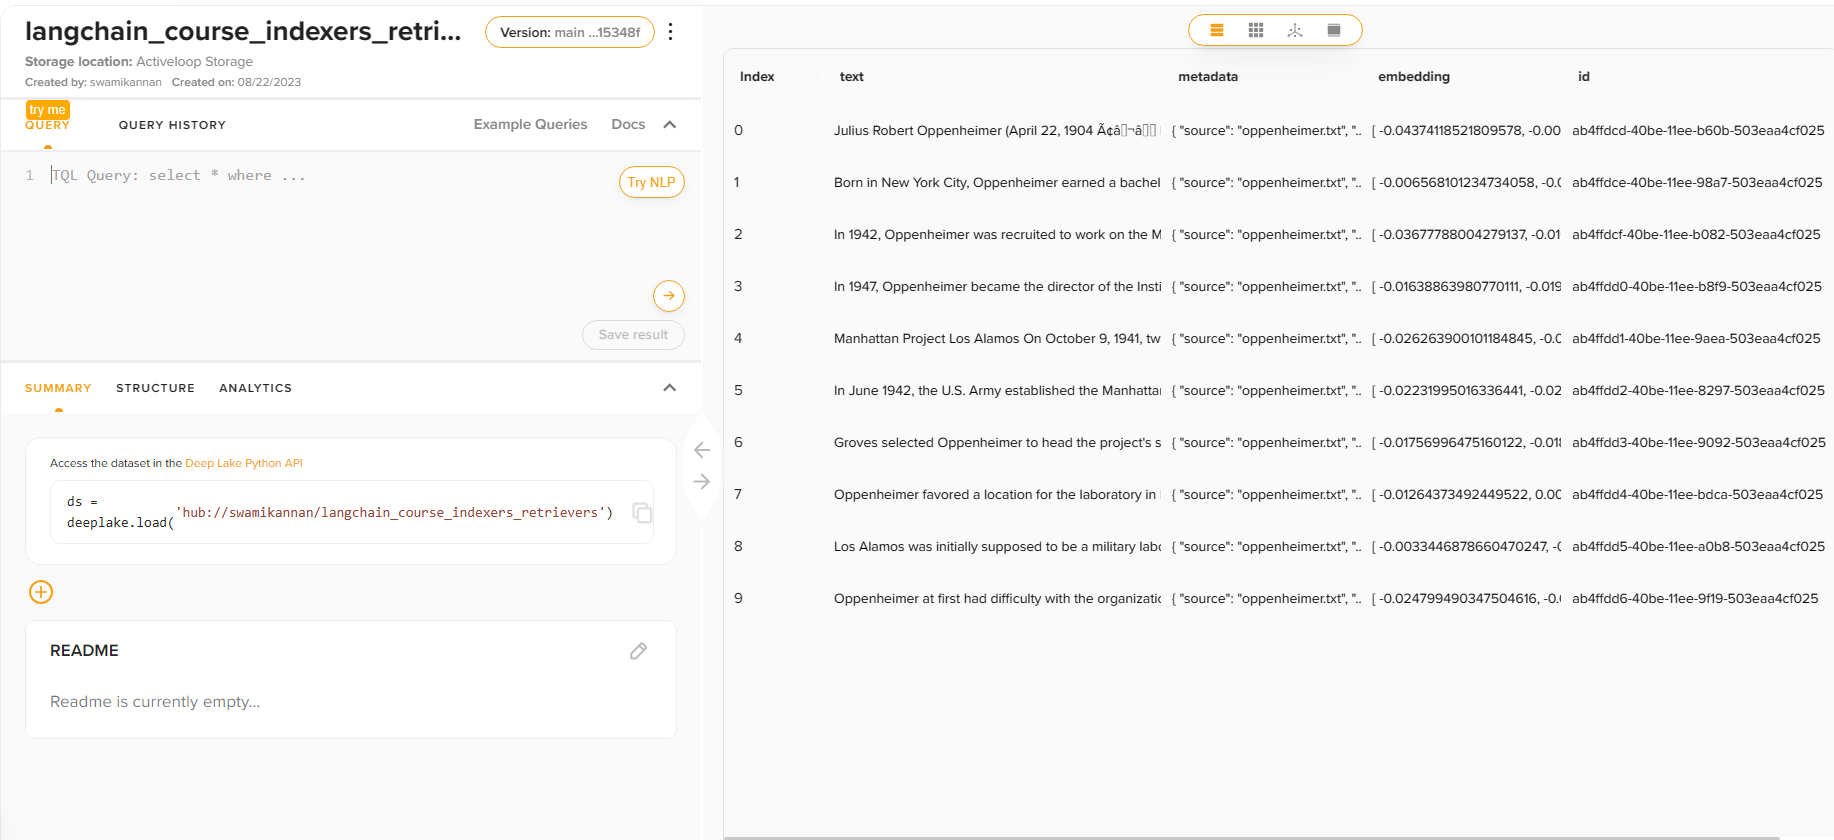 langchain_course_indexers_retri...
Version: main ...15348f
Storage location: Activeloop Storage
Created by: swamikannan Created on: 08/22/2023
try me
QUERY QUERY HISTORY Example Queries Docs
1 TQL Query: select * where ...
Try NLP
Save result
SUMMARY STRUCTURE ANALYTICS
Access the dataset in the Deep Lake Python API
ds =
deeplake.load('hub://swamikannan/langchain_course_indexers_retrievers')
README
Readme is currently empty...
Index text metadata embedding id
0 Julius Robert Oppenheimer (April 22, 1904 { "source": "oppenheimer.txt", ".. [ -0.04374118521809578, -0.00 ab4ffdcd-40be-11ee-b60b-503eaa4cf025
1 Born in New York City, Oppenheimer earned a bachel { "source": "oppenheimer.txt", ".. [ -0.006568101234734058, -0.0 ab4ffdce-40be-11ee-98a7-503eaa4cf025
2 In 1942, Oppenheimer was recruited to work on the M { "source": "oppenheimer.txt", ".. [ -0.03677788004279137, -0.01 ab4ffdcf-40be-11ee-b082-503eaa4cf025
3 In 1947, Oppenheimer became the director of the Insti { "source": "oppenheimer.txt", ".. [ -0.01638863980770111, -0.019 ab4ffdd0-40be-11ee-b8f9-503eaa4cf025
4 Manhattan Project Los Alamos On October 9, 1941, tw { "source": "oppenheimer.txt", ".. [ -0.026263900101184845, -0.0 ab4ffdd1-40be-11ee-9aea-503eaa4cf025
5 In June 1942, the U.S. Army established the Manhattan { "source": "oppenheimer.txt", ".. [ -0.02231995016336441, -0.02 ab4ffdd2-40be-11ee-8297-503eaa4cf025
6 Groves selected Oppenheimer to head the project's s { "source": "oppenheimer.txt", ".. [ -0.01756996475160122, -0.018 ab4ffdd3-40be-11ee-9092-503eaa4cf025
7 Oppenheimer favored a location for the laboratory in { "source": "oppenheimer.txt", ".. [ -0.01264373492449522, 0.00 ab4ffdd4-40be-11ee-bdca-503eaa4cf025
8 Los Alamos was initially supposed to be a military labo { "source": "oppenheimer.txt", ".. [ -0.0033446878660470247, -0 ab4ffdd5-40be-11ee-a0b8-503eaa4cf025
9 Oppenheimer at first had difficulty with the organizatio { "source": "oppenheimer.txt", ".. [ -0.024799490347504616, -0.0 ab4ffdd6-40be-11ee-9f19-503eaa4cf025